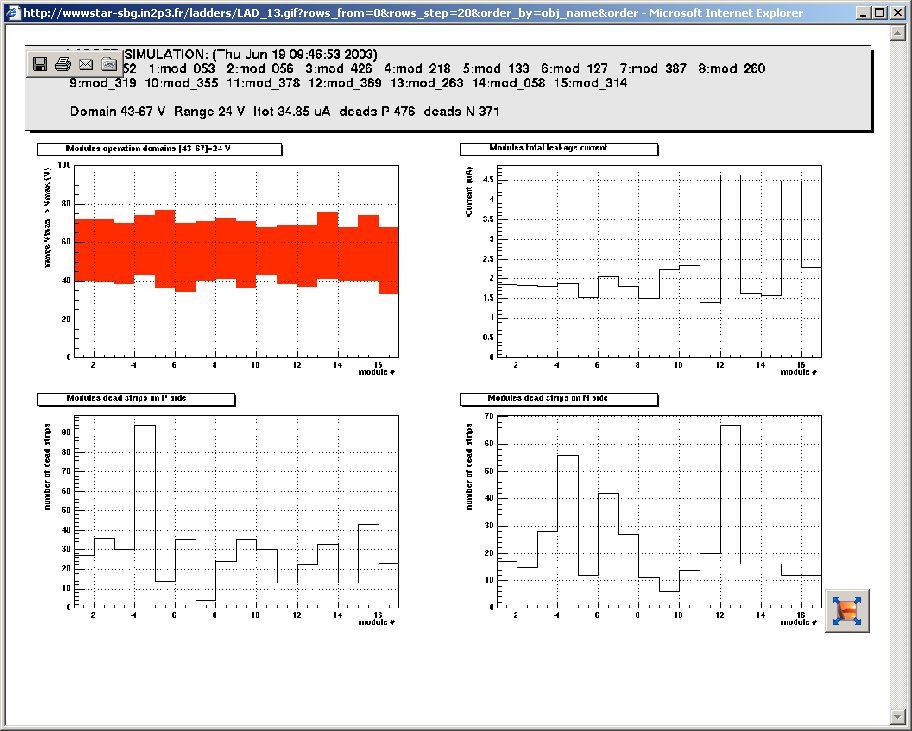 http://wwwstar-sbg.in2p3.fr/ladders/LAD_13.gif?rows_from=0&rows_step=20&order_by=obj_name&order - Microsoft Internet Explorer
SIMULATION: (Thu Jun 19 09:46:53 2003)
52 1:mod_053 2:mod_056 3:mod_426 4:mod_218 5:mod_133 6:mod_127 7:mod_387 8:mod_260
9:mod_319 10:mod_355 11:mod_378 12:mod_369 13:mod_263 14:mod_058 15:mod_314
Domain 43-67 V Range 24 V Itot 34.85 uA deads P 476 deads N 371
Modules operation domains [43-67]=24 V
100
80
60
40
20
0
2 4 6 8 10 12 14 16
module #
Modules total leakage current
Current (uA)
4.5
4
3.5
3
2.5
2
1.5
1
0.5
0
2 4 6 8 10 12 14 16
module #
Modules dead strips on P side
number of dead strips
90
80
70
60
50
40
30
20
10
0
2 4 6 8 10 12 14 16
module #
Modules dead strips on N side
number of dead strips
70
60
50
40
30
20
10
0
2 4 6 8 10 12 14 16
module #